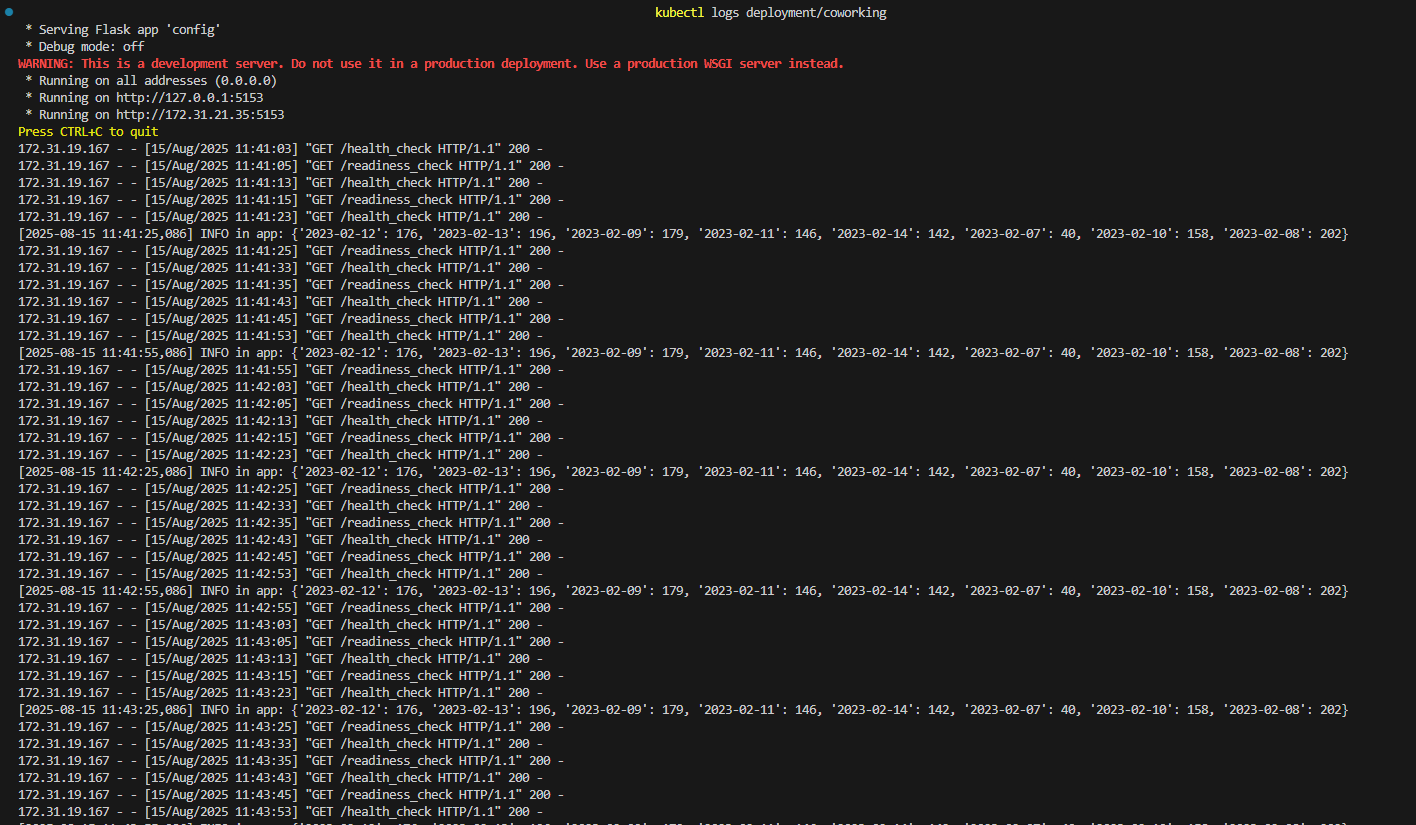 kubectl logs deployment/coworking
 * Serving Flask app 'config'
 * Debug mode: off
WARNING: This is a development server. Do not use it in a production deployment. Use a production WSGI server instead.
 * Running on all addresses (0.0.0.0)
 * Running on http://127.0.0.1:5153
 * Running on http://172.31.21.35:5153
Press CTRL+C to quit
172.31.19.167 - - [15/Aug/2025 11:41:03] "GET /health_check HTTP/1.1" 200 -
172.31.19.167 - - [15/Aug/2025 11:41:05] "GET /readiness_check HTTP/1.1" 200 -
172.31.19.167 - - [15/Aug/2025 11:41:13] "GET /health_check HTTP/1.1" 200 -
172.31.19.167 - - [15/Aug/2025 11:41:15] "GET /readiness_check HTTP/1.1" 200 -
172.31.19.167 - - [15/Aug/2025 11:41:23] "GET /health_check HTTP/1.1" 200 -
[2025-08-15 11:41:25,086] INFO in app: {'2023-02-12': 176, '2023-02-13': 196, '2023-02-09': 179, '2023-02-11': 146, '2023-02-14': 142, '2023-02-07': 40, '2023-02-10': 158, '2023-02-08': 202}
172.31.19.167 - - [15/Aug/2025 11:41:25] "GET /readiness_check HTTP/1.1" 200 -
172.31.19.167 - - [15/Aug/2025 11:41:33] "GET /health_check HTTP/1.1" 200 -
172.31.19.167 - - [15/Aug/2025 11:41:35] "GET /readiness_check HTTP/1.1" 200 -
172.31.19.167 - - [15/Aug/2025 11:41:43] "GET /health_check HTTP/1.1" 200 -
172.31.19.167 - - [15/Aug/2025 11:41:45] "GET /readiness_check HTTP/1.1" 200 -
172.31.19.167 - - [15/Aug/2025 11:41:53] "GET /health_check HTTP/1.1" 200 -
[2025-08-15 11:41:55,086] INFO in app: {'2023-02-12': 176, '2023-02-13': 196, '2023-02-09': 179, '2023-02-11': 146, '2023-02-14': 142, '2023-02-07': 40, '2023-02-10': 158, '2023-02-08': 202}
172.31.19.167 - - [15/Aug/2025 11:41:55] "GET /readiness_check HTTP/1.1" 200 -
172.31.19.167 - - [15/Aug/2025 11:42:03] "GET /health_check HTTP/1.1" 200 -
172.31.19.167 - - [15/Aug/2025 11:42:05] "GET /readiness_check HTTP/1.1" 200 -
172.31.19.167 - - [15/Aug/2025 11:42:13] "GET /health_check HTTP/1.1" 200 -
172.31.19.167 - - [15/Aug/2025 11:42:15] "GET /readiness_check HTTP/1.1" 200 -
172.31.19.167 - - [15/Aug/2025 11:42:23] "GET /health_check HTTP/1.1" 200 -
[2025-08-15 11:42:25,086] INFO in app: {'2023-02-12': 176, '2023-02-13': 196, '2023-02-09': 179, '2023-02-11': 146, '2023-02-14': 142, '2023-02-07': 40, '2023-02-10': 158, '2023-02-08': 202}
172.31.19.167 - - [15/Aug/2025 11:42:25] "GET /readiness_check HTTP/1.1" 200 -
172.31.19.167 - - [15/Aug/2025 11:42:33] "GET /health_check HTTP/1.1" 200 -
172.31.19.167 - - [15/Aug/2025 11:42:35] "GET /readiness_check HTTP/1.1" 200 -
172.31.19.167 - - [15/Aug/2025 11:42:43] "GET /health_check HTTP/1.1" 200 -
172.31.19.167 - - [15/Aug/2025 11:42:45] "GET /readiness_check HTTP/1.1" 200 -
172.31.19.167 - - [15/Aug/2025 11:42:53] "GET /health_check HTTP/1.1" 200 -
[2025-08-15 11:42:55,086] INFO in app: {'2023-02-12': 176, '2023-02-13': 196, '2023-02-09': 179, '2023-02-11': 146, '2023-02-14': 142, '2023-02-07': 40, '2023-02-10': 158, '2023-02-08': 202}
172.31.19.167 - - [15/Aug/2025 11:42:55] "GET /readiness_check HTTP/1.1" 200 -
172.31.19.167 - - [15/Aug/2025 11:43:03] "GET /health_check HTTP/1.1" 200 -
172.31.19.167 - - [15/Aug/2025 11:43:05] "GET /readiness_check HTTP/1.1" 200 -
172.31.19.167 - - [15/Aug/2025 11:43:13] "GET /health_check HTTP/1.1" 200 -
172.31.19.167 - - [15/Aug/2025 11:43:15] "GET /readiness_check HTTP/1.1" 200 -
172.31.19.167 - - [15/Aug/2025 11:43:23] "GET /health_check HTTP/1.1" 200 -
[2025-08-15 11:43:25,086] INFO in app: {'2023-02-12': 176, '2023-02-13': 196, '2023-02-09': 179, '2023-02-11': 146, '2023-02-14': 142, '2023-02-07': 40, '2023-02-10': 158, '2023-02-08': 202}
172.31.19.167 - - [15/Aug/2025 11:43:25] "GET /readiness_check HTTP/1.1" 200 -
172.31.19.167 - - [15/Aug/2025 11:43:33] "GET /health_check HTTP/1.1" 200 -
172.31.19.167 - - [15/Aug/2025 11:43:35] "GET /readiness_check HTTP/1.1" 200 -
172.31.19.167 - - [15/Aug/2025 11:43:43] "GET /health_check HTTP/1.1" 200 -
172.31.19.167 - - [15/Aug/2025 11:43:45] "GET /readiness_check HTTP/1.1" 200 -
172.31.19.167 - - [15/Aug/2025 11:43:53] "GET /health_check HTTP/1.1" 200 -